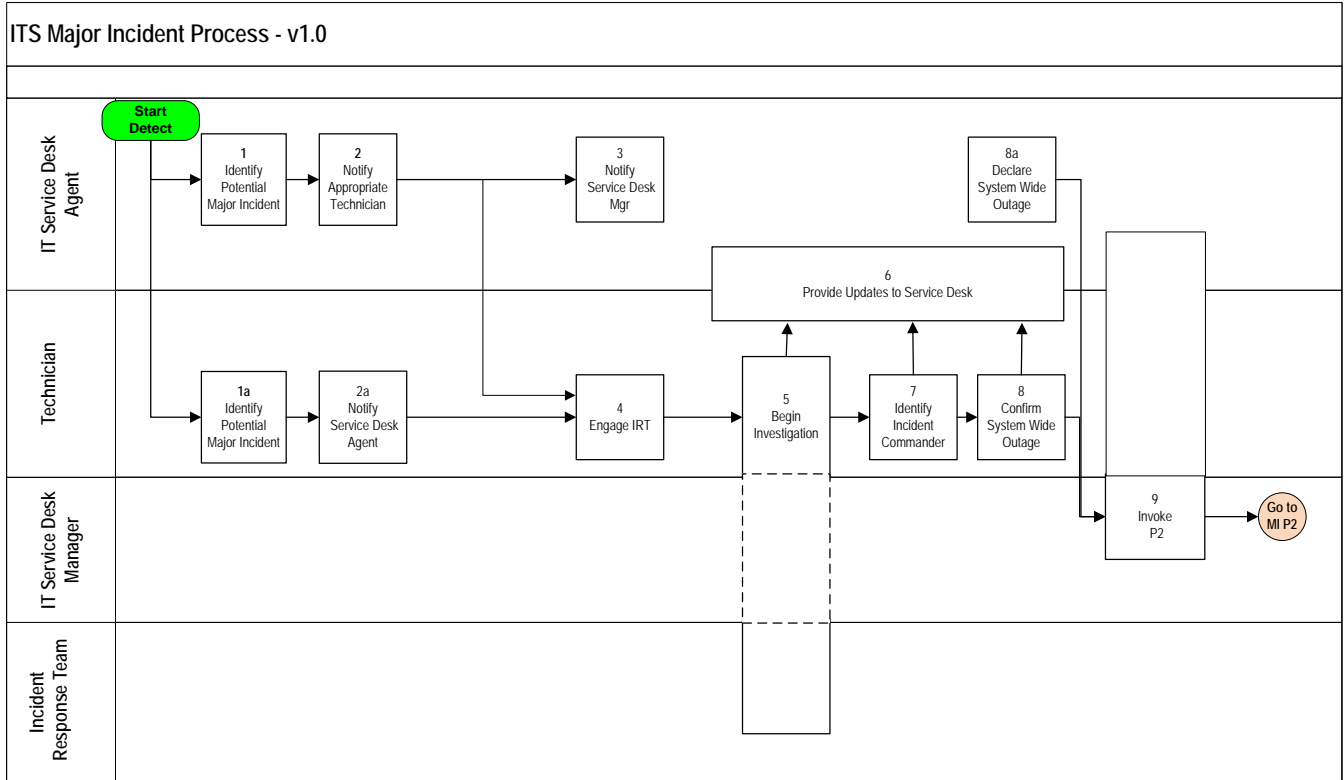 ITS Major Incident Process - v1.0
Start
Detect
IT Service Desk
Agent
1
Identify
Potential
Major Incident
2
Notify
Appropriate
Technician
3
Notify
Service Desk
Mgr
8a
Declare
System Wide
Outage
6
Provide Updates to Service Desk
Technician
1a
Identify
Potential
Major Incident
2a
Notify
Service Desk
Agent
4
Engage IRT
5
Begin
Investigation
7
Identify
Incident
Commander
8
Confirm
System Wide
Outage
IT Service Desk
Manager
9
Invoke
P2
Go to
MI P2
Incident
Response Team